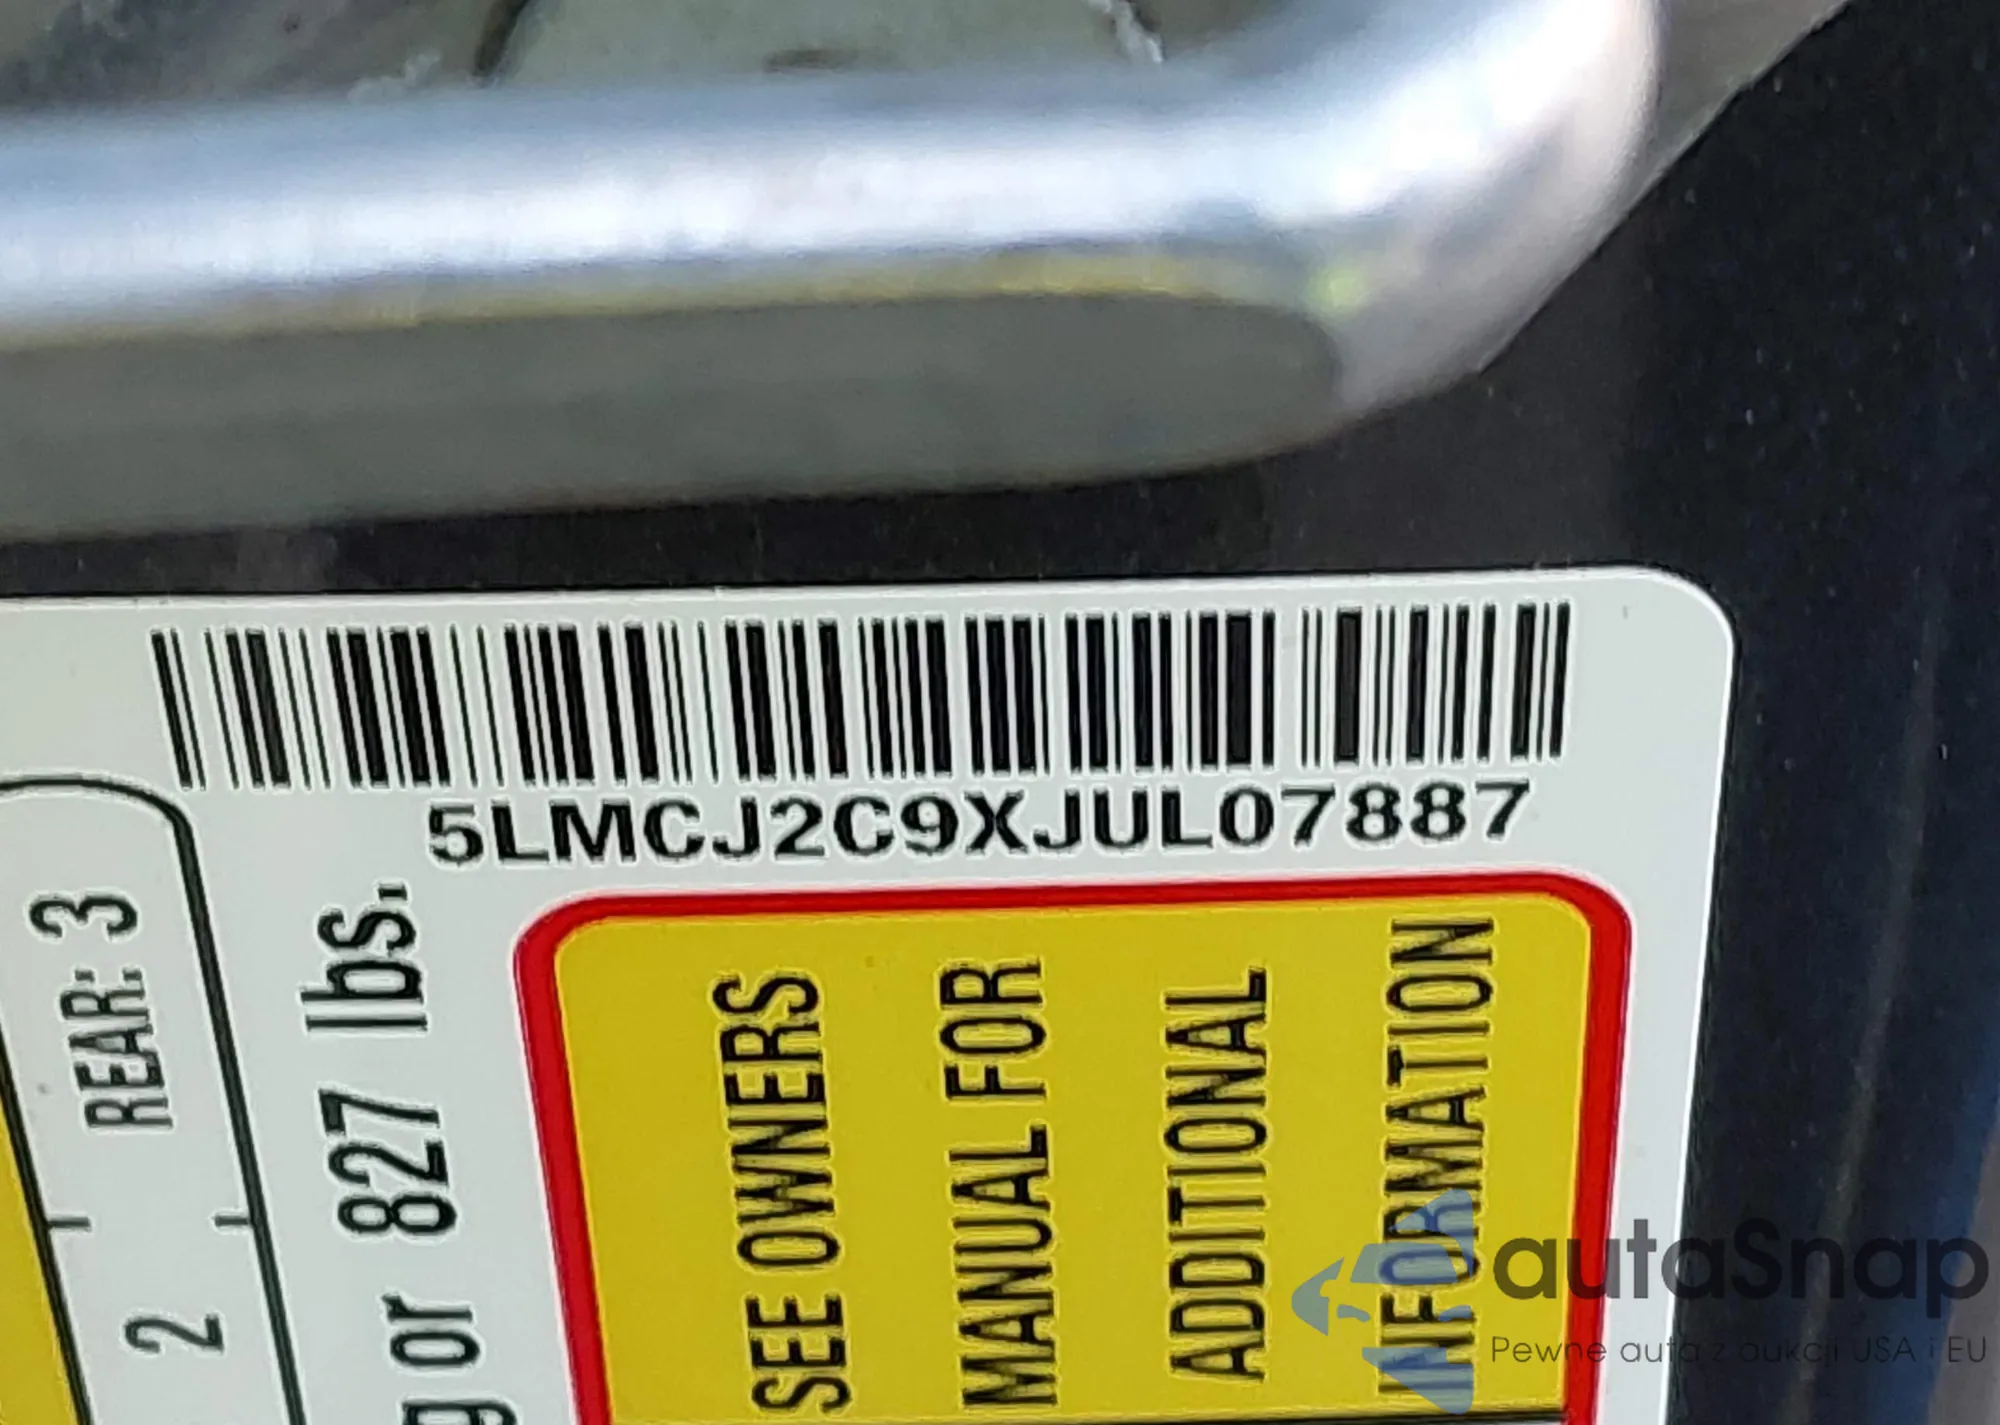 5LMCJ2C9XJUL07887
REAR: 3
2
g or 827 lbs.
SEE OWNERS
MANUAL FOR
ADDITIONAL
INFORMATION
autaSnap
Pewne auta z aukcji USA i EU